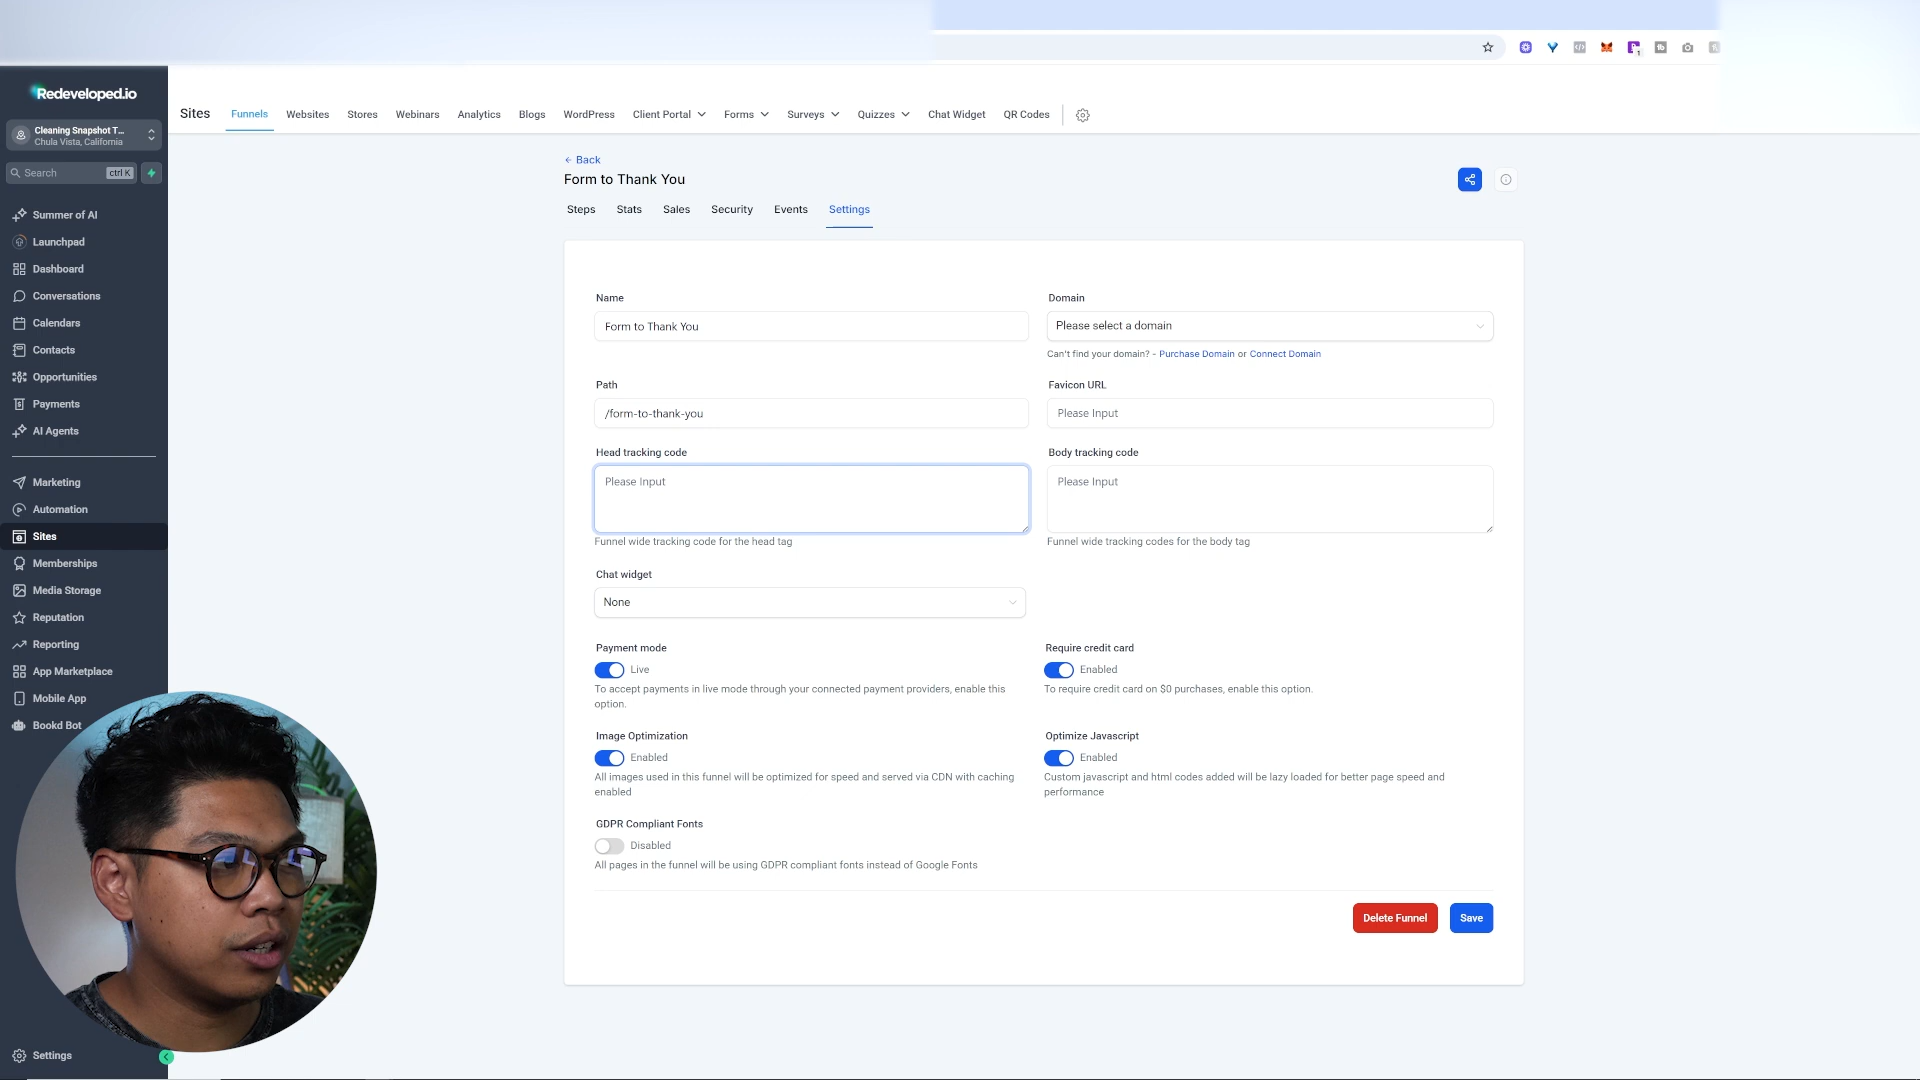 Redeveloped.io
Cleaning Snapshot T...
Chula Vista, California
Search
ctrl K
Summer of AI
Launchpad
Dashboard
Conversations
Calendars
Contacts
Opportunities
Payments
AI Agents
Marketing
Automation
Sites
Memberships
Media Storage
Reputation
Reporting
App Marketplace
Mobile App
Bookd Bot
Settings
Sites
Funnels
Websites
Stores
Webinars
Analytics
Blogs
WordPress
Client Portal
Forms
Surveys
Quizzes
Chat Widget
QR Codes
← Back
Form to Thank You
Steps
Stats
Sales
Security
Events
Settings
Name
Form to Thank You
Domain
Please select a domain
Can't find your domain? - Purchase Domain or Connect Domain
Path
/form-to-thank-you
Favicon URL
Please Input
Head tracking code
Please Input
Funnel wide tracking code for the head tag
Body tracking code
Please Input
Funnel wide tracking codes for the body tag
Chat widget
None
Payment mode
Live
To accept payments in live mode through your connected payment providers, enable this
option.
Require credit card
Enabled
To require credit card on $0 purchases, enable this option.
Image Optimization
Enabled
All images used in this funnel will be optimized for speed and served via CDN with caching
enabled
Optimize Javascript
Enabled
Custom javascript and html codes added will be lazy loaded for better page speed and
performance
GDPR Compliant Fonts
Disabled
All pages in the funnel will be using GDPR compliant fonts instead of Google Fonts
Delete Funnel
Save